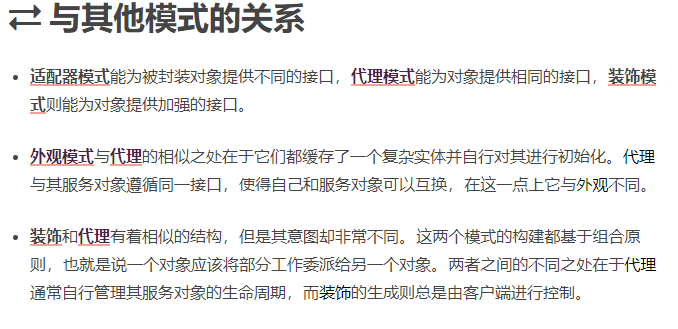 与其他模式的关系
适配器模式能为被封装对象提供不同的接口，代理模式能为对象提供相同的接口，装饰模
式则能为对象提供加强的接口。
外观模式与代理的相似之处在于它们都缓存了一个复杂实体并自行对其进行初始化。代理
与其服务对象遵循同一接口，使得自己和服务对象可以互换，在这一点上它与外观不同。
装饰和代理有着相似的结构，但是其意图却非常不同。这两个模式的构建都基于组合原
则，也就是说一个对象应该将部分工作委派给另一个对象。两者之间的不同之处在于代理
通常自行管理其服务对象的生命周期，而装饰的生成则总是由客户端进行控制。